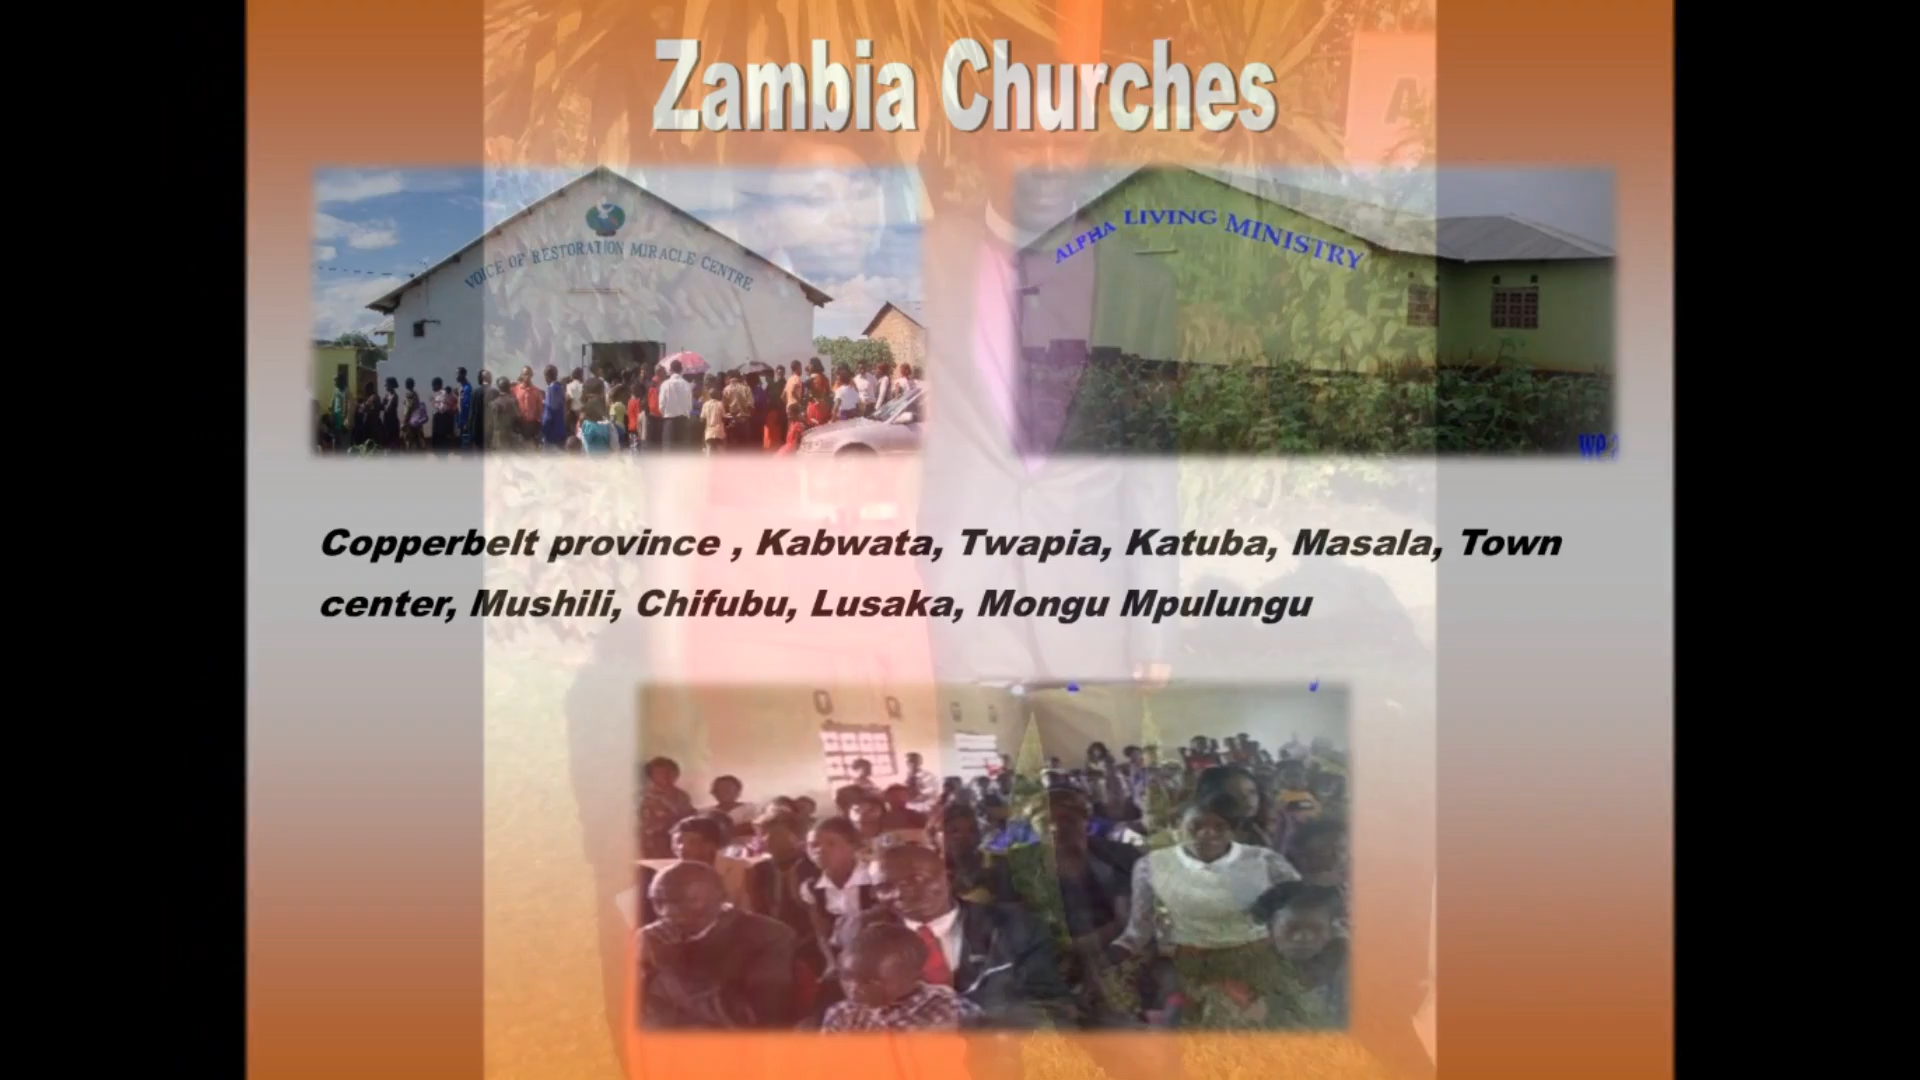 Zambia Churches
VOICE OF RESTORATION MIRACLE CENTRE
ALPHA LIVING MINISTRY
we
Copperbelt province , Kabwata, Twapia, Katuba, Masala, Town
center, Mushili, Chifubu, Lusaka, Mongu Mpulungu